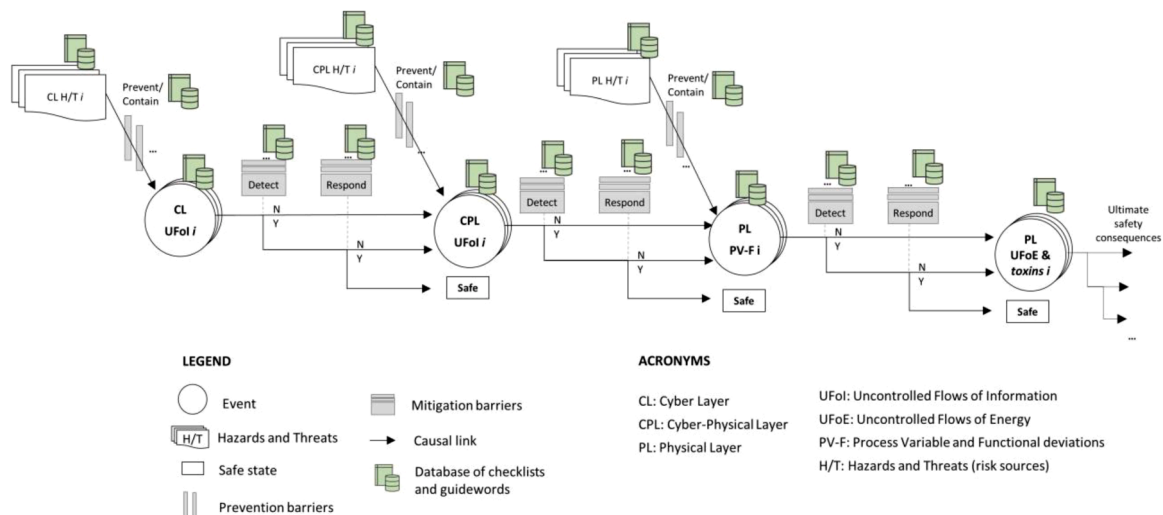 CL H/T i
Prevent/
Contain
...
CPL H/T i
Prevent/
Contain
...
PL H/T i
Prevent/
Contain
...
CL
UFoI i
...
Detect
...
Respond
N
Y
N
Y
Safe
CPL
UFoI i
...
Detect
...
Respond
N
Y
N
Y
Safe
PL
PV-F i
...
Detect
...
Respond
N
Y
N
Y
Safe
PL
UFoE &
toxins i
Ultimate
safety
consequences
...
LEGEND
Event
H/T
Hazards and Threats
Safe state
Prevention barriers
Mitigation barriers
Causal link
Database of checklists
and guidewords
ACRONYMS
CL: Cyber Layer
CPL: Cyber-Physical Layer
PL: Physical Layer
UFoI: Uncontrolled Flows of Information
UFoE: Uncontrolled Flows of Energy
PV-F: Process Variable and Functional deviations
H/T: Hazards and Threats (risk sources)